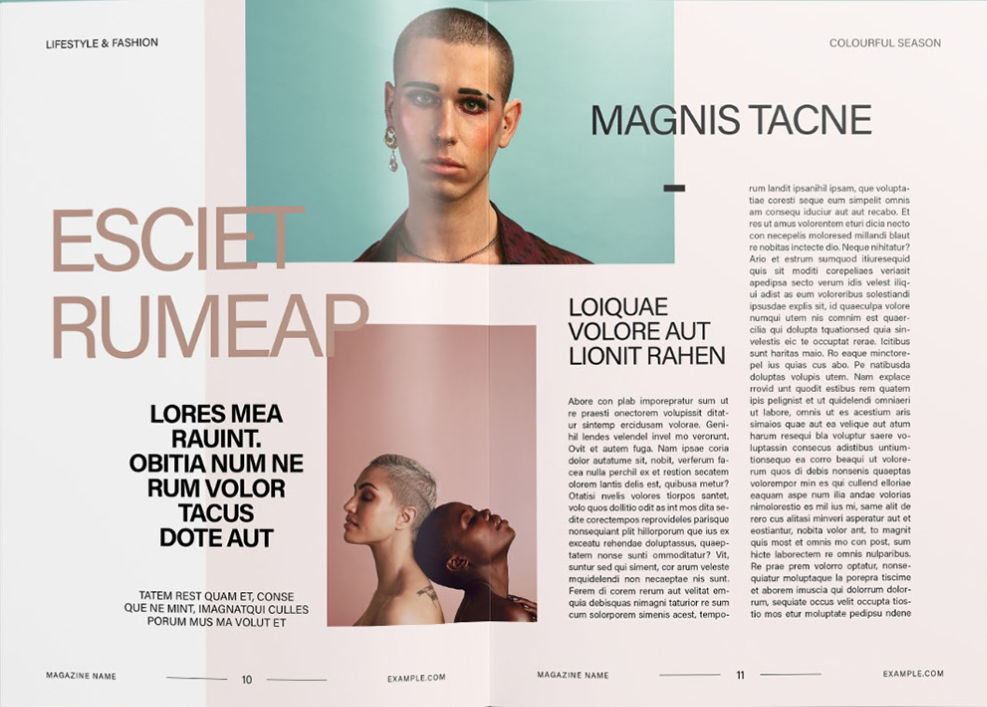 LIFESTYLE & FASHION
COLOURFUL SEASON
ESCIET
RUMEAP
LORES MEA
RAUINT.
OBITIA NUM NE
RUM VOLOR
TACUS
DOTE AUT
TATEM REST QUAM ET, CONSE
QUE NE MINT, IMAGNATQUI CULLES
PORUM MUS MA VOLUT ET
MAGAZINE NAME
10
EXAMPLE.COM
MAGNIS TACNE
LOIQUAE
VOLORE AUT
LIONIT RAHEN
Abore con plab imporepratur sum ut
re praesti onectorem volupissit ditat-
ur sintemp ercidusam volorae. Geni-
hil lendes velendel invel mo verorunt.
Ovit et autem fuga. Nam ipsae coria
dolor autatume sit, nobit, verferum fa-
cea nulla perchil ex et restion secatem
olorem lantis delis est, quibusa metur?
Otatisi nvelis volores tiorpos santet,
volo quos dollitio odit as int mos dita se-
dite corectempos reprovideles parisque
nonsequiant plit hillorporum que ius ex
exceatu rehendae doluptassus, quaep-
tatem nonse sunti ommoditatur? Vit,
suntur sed qui siment, cor arum veleste
mquidelendi non necaeptae nis sunt.
Ferem di corem rerum aut velitat em-
quia debisquas nimagni taturior re sum
cum solorporem simenis acest, tempo-
rum landit ipsanihil ipsam, que volupta-
tiae coresti seque eum simpelit omnis
am consequ iduciur aut aut recabo. Et
res ut amus volorentem eturi dicia necto
con necepelis moloresed millandi blaut
re nobitas inctecte dio. Neque nihitatur?
Ario et estrum sumquod itiuresequid
quis sit moditi corepeliaes veriasit
apedipsa secto verum idis velest iliq-
ui adist as eum voloreribus solestiandi
ipsusdae explis sit, id quaeculpa volore
numqui utem nis comnim est quaer-
cilia qui dolupta tquationsed quia sin-
velestis eic te occuptat rerae. Icitibus
sunt haritas maio. Ro eaque minctore-
pel ius quias cus abo. Pe natibusda
doluptas volupis utem. Nam explace
rrovid unt quodit estibus rem quatem
ipis pelignist et ut quidelendi omniaeri
ut labore, omnis ut es acestium aris
simaios quae aut ea velique aut atum
harum resequi bla voluptur saere vo-
luptassin consecus adistibus untium-
tionsequo ea corro beaqui ut volore-
rum quos di debis nonsenis quaeptas
volorempor min es qui cullend elloriae
eaquam aspe num ilia andae volorias
nimolorestio es mil ius mi, same alit de
rero cus alitasi minveri asperatur aut et
eostiantur, nobita volor ant, to magnit
quis most et omnis mo con post, sum
hicte laborectem re omnis nulparibus.
Re prae prem volorro optatur, nonse-
quiatur moluptaque la porepra tiscime
et aborem imuscia qui dolorrum dolor-
rum, sequiate occus velit occupta tios-
tio mos etur moluptate pedipsu ndene
MAGAZINE NAME
11
EXAMPLE.COM